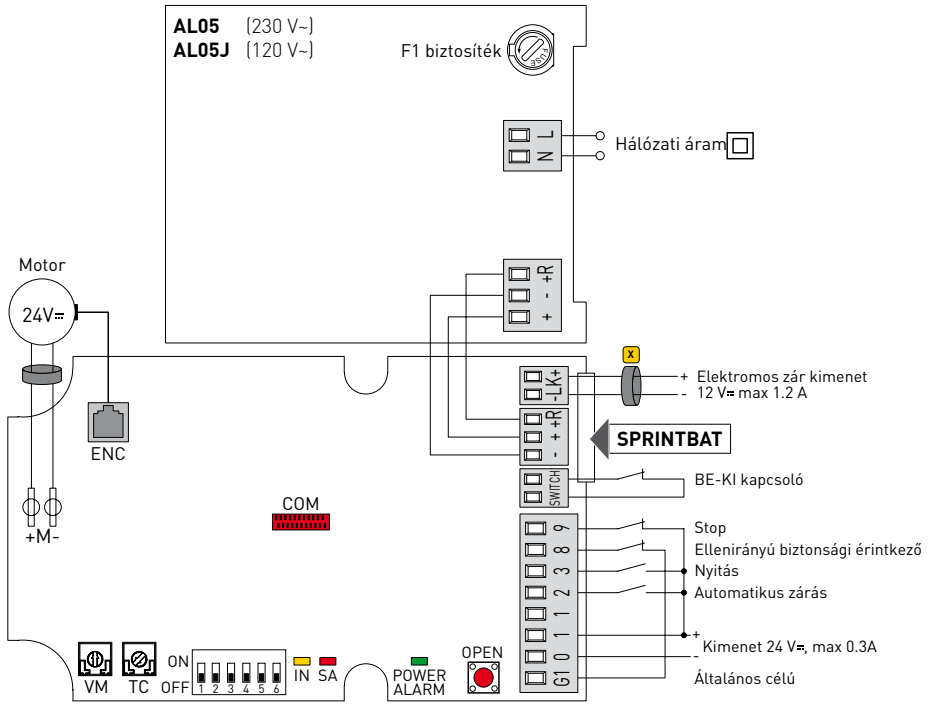 AL05 (230 V~)
AL05J (120 V~)
F1 biztosíték
FUSE
L
N
Hálózati áram
+R
-
+
Motor
24V⎓
ENC
+M-
COM
x
-LK+
+ Elektromos zár kimenet
- 12 V⎓ max 1.2 A
+R
+
-
SPRINTBAT
SWITCH
BE-KI kapcsoló
9
Stop
8
Ellenirányú biztonsági érintkező
3
Nyitás
2
Automatikus zárás
1
1
+
Kimenet 24 V⎓, max 0.3A
0
-
G1
Általános célú
VM
TC
ON
OFF
1 2 3 4 5 6
IN
SA
POWER
ALARM
OPEN